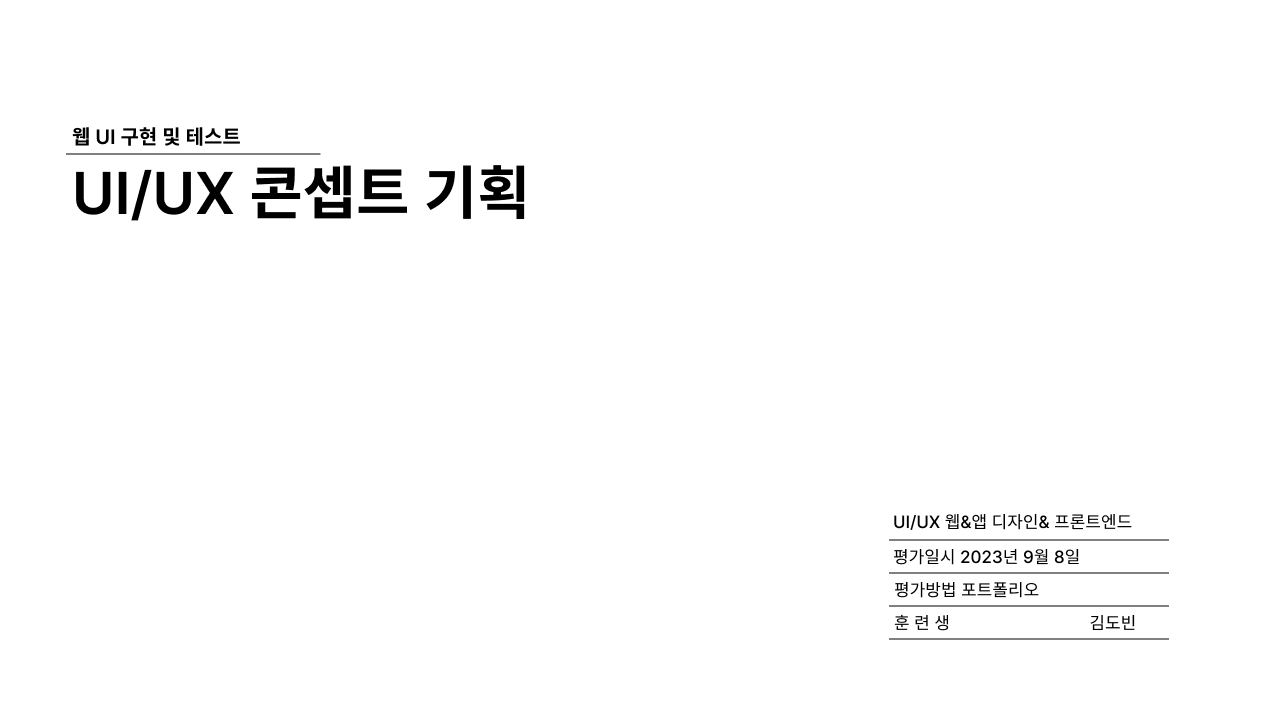 웹 UI 구현 및 테스트
UI/UX 콘셉트 기획
UI/UX 웹&앱 디자인& 프론트엔드
평가일시 2023년 9월 8일
평가방법 포트폴리오
훈 련 생 김도빈